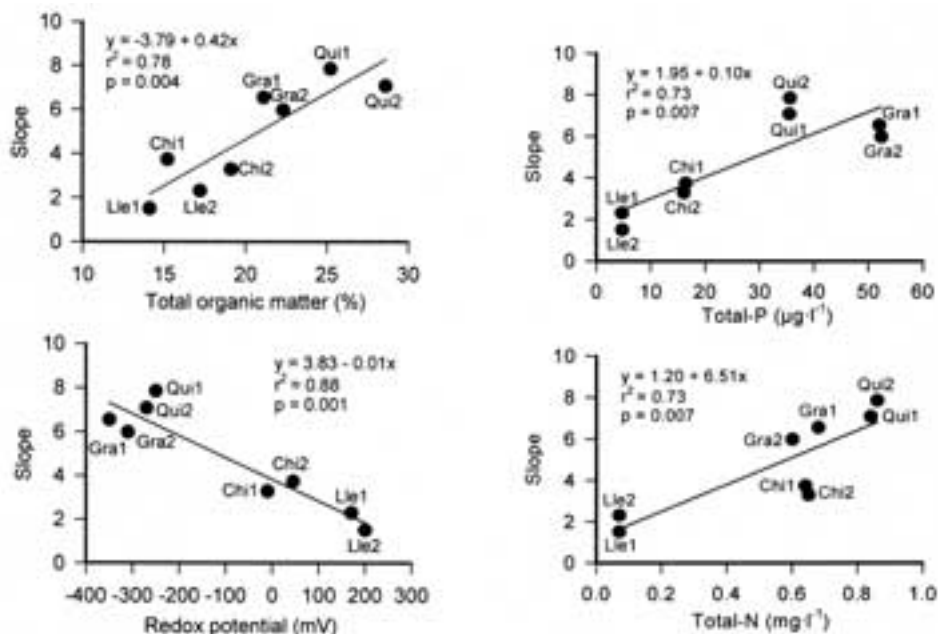 y = -3.79 + 0.42x
r² = 0.78
p = 0.004
Slope
10
8
6
4
2
0
Qui1
Qui2
Gra1
Gra2
Chi1
Chi2
Lle1
Lle2
10 15 20 25 30
Total organic matter (%)
y = 1.95 + 0.10x
r² = 0.73
p = 0.007
Slope
10
8
6
4
2
0
Qui2
Qui1
Gra1
Gra2
Chi1
Chi2
Lle1
Lle2
0 10 20 30 40 50 60
Total-P (µg·l⁻¹)
y = 3.83 - 0.01x
r² = 0.88
p = 0.001
Slope
10
8
6
4
2
0
Qui1
Qui2
Gra1
Gra2
Chi2
Chi1
Lle1
Lle2
-400 -300 -200 -100 0 100 200 300
Redox potential (mV)
y = 1.20 + 6.51x
r² = 0.73
p = 0.007
Slope
10
8
6
4
2
0
Qui2
Qui1
Gra1
Gra2
Chi1
Chi2
Lle2
Lle1
0.0 0.2 0.4 0.6 0.8 1.0
Total-N (mg·l⁻¹)